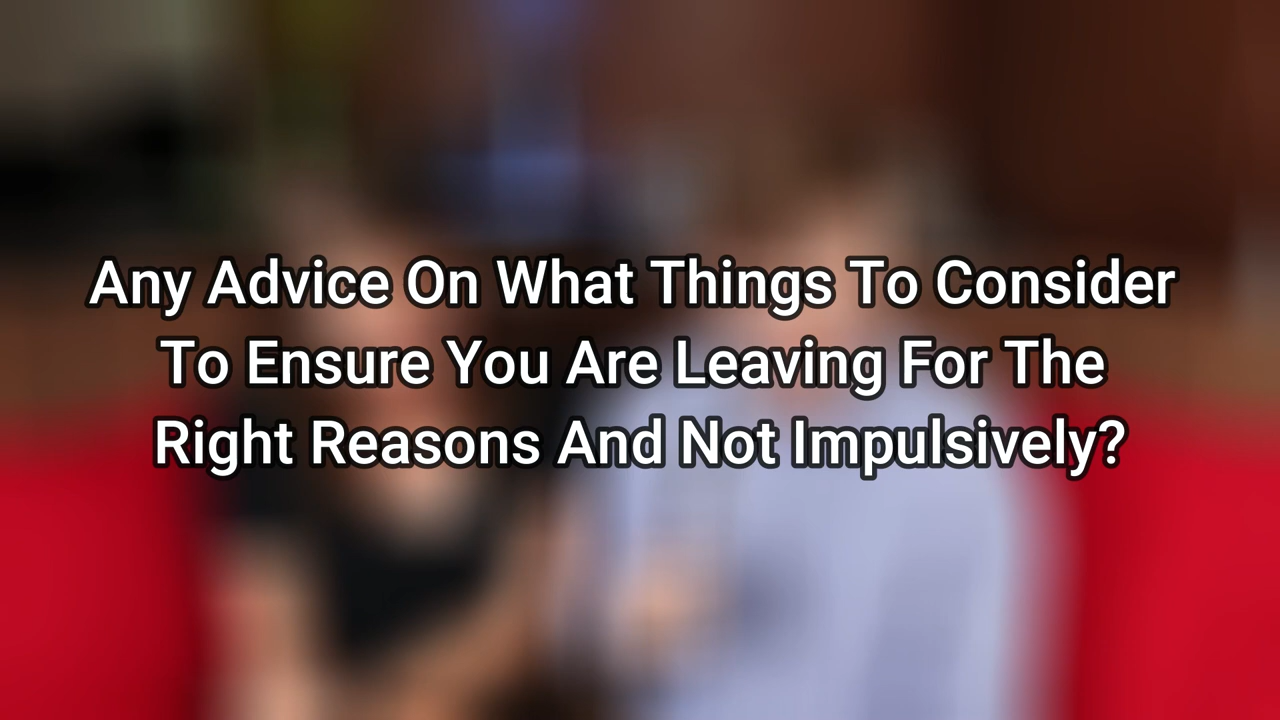 Any Advice On What Things To Consider
To Ensure You Are Leaving For The
Right Reasons And Not Impulsively?